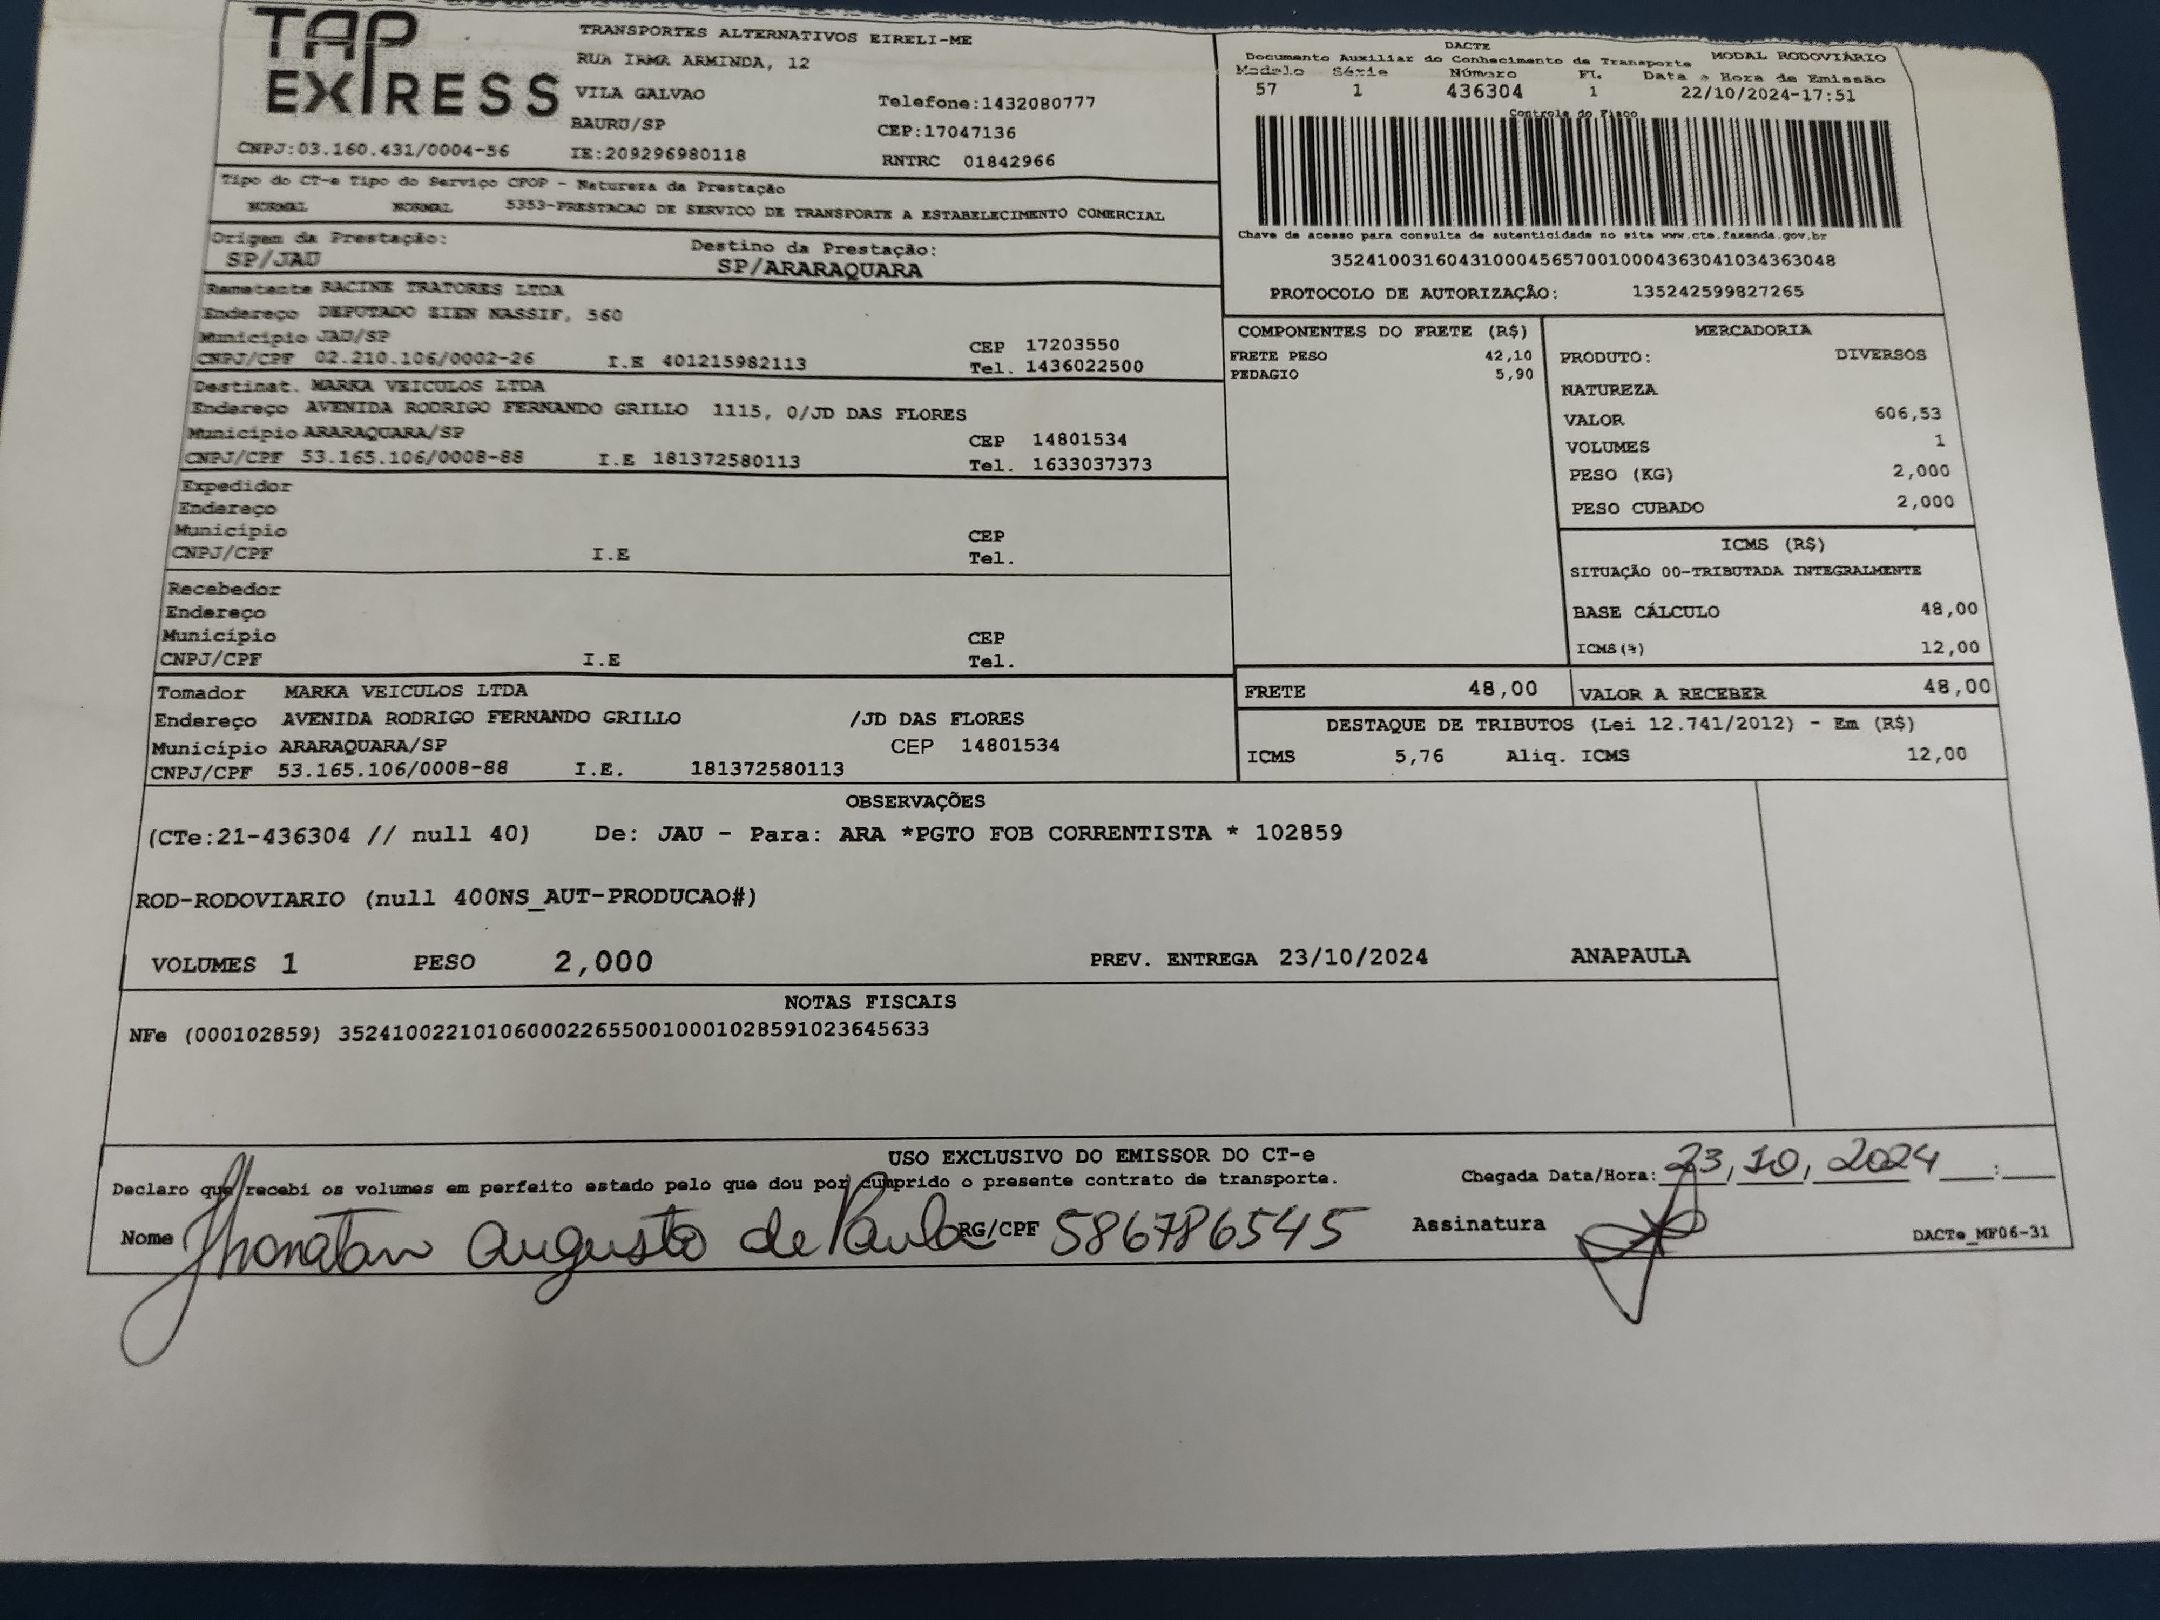 TAP EXPRESS
TRANSPORTES ALTERNATIVOS EIRELI-ME
RUA IRMA ARMINDA, 12
VILA GALVAO Telefone:1432080777
BAURU/SP CEP:17047136
CNPJ:03.160.431/0004-56 IE:209296980118 RNTRC 01842966
DACTE
Documento Auxiliar do Conhecimento de Transporte MODAL RODOVIÁRIO
Modelo Série Número Fl. Data e Hora de Emissão
57 1 436304 1 22/10/2024-17:51
Controle do Fisco
Chave de acesso para consulta de autenticidade no site www.cte.fazenda.gov.br
35241003160431000456570010004363041034363048
PROTOCOLO DE AUTORIZAÇÃO: 135242599827265
Tipo do CT-e Tipo do Serviço CFOP - Natureza da Prestação
NORMAL NORMAL 5353-PRESTACAO DE SERVICO DE TRANSPORTE A ESTABELECIMENTO COMERCIAL
Origem da Prestação: Destino da Prestação:
SP/JAU SP/ARARAQUARA
Remetente RACINE TRATORES LTDA
Endereço DEPUTADO ZIEN NASSIF, 560
Município JAU/SP CEP 17203550
CNPJ/CPF 02.210.106/0002-26 I.E 401215982113 Tel. 1436022500
Destinat. MARKA VEICULOS LTDA
Endereço AVENIDA RODRIGO FERNANDO GRILLO 1115, 0/JD DAS FLORES
Município ARARAQUARA/SP CEP 14801534
CNPJ/CPF 53.165.106/0008-88 I.E 181372580113 Tel. 1633037373
Expedidor
Endereço
Município CEP
CNPJ/CPF I.E Tel.
Recebedor
Endereço
Município CEP
CNPJ/CPF I.E Tel.
Tomador MARKA VEICULOS LTDA
Endereço AVENIDA RODRIGO FERNANDO GRILLO /JD DAS FLORES
Município ARARAQUARA/SP CEP 14801534
CNPJ/CPF 53.165.106/0008-88 I.E. 181372580113
COMPONENTES DO FRETE (R$)
FRETE PESO 42,10
PEDAGIO 5,90
MERCADORIA
PRODUTO: DIVERSOS
NATUREZA
VALOR 606,53
VOLUMES 1
PESO (KG) 2,000
PESO CUBADO 2,000
ICMS (R$)
SITUAÇÃO 00-TRIBUTADA INTEGRALMENTE
BASE CÁLCULO 48,00
ICMS(%) 12,00
FRETE 48,00 VALOR A RECEBER 48,00
DESTAQUE DE TRIBUTOS (Lei 12.741/2012) - Em (R$)
ICMS 5,76 Aliq. ICMS 12,00
OBSERVAÇÕES
(CTe:21-436304 // null 40) De: JAU - Para: ARA *PGTO FOB CORRENTISTA * 102859
ROD-RODOVIARIO (null 400NS_AUT-PRODUCAO#)
VOLUMES 1 PESO 2,000 PREV. ENTREGA 23/10/2024 ANAPAULA
NOTAS FISCAIS
NFe (000102859) 35241002210106000226550010001028591023645633
USO EXCLUSIVO DO EMISSOR DO CT-e
Declaro que recebi os volumes em perfeito estado pelo que dou por cumprido o presente contrato de transporte. Chegada Data/Hora: 23, 10, 2024 :
Nome Jhonatan Augusto de Paula RG/CPF 586786545 Assinatura
DACTe_MF06-31